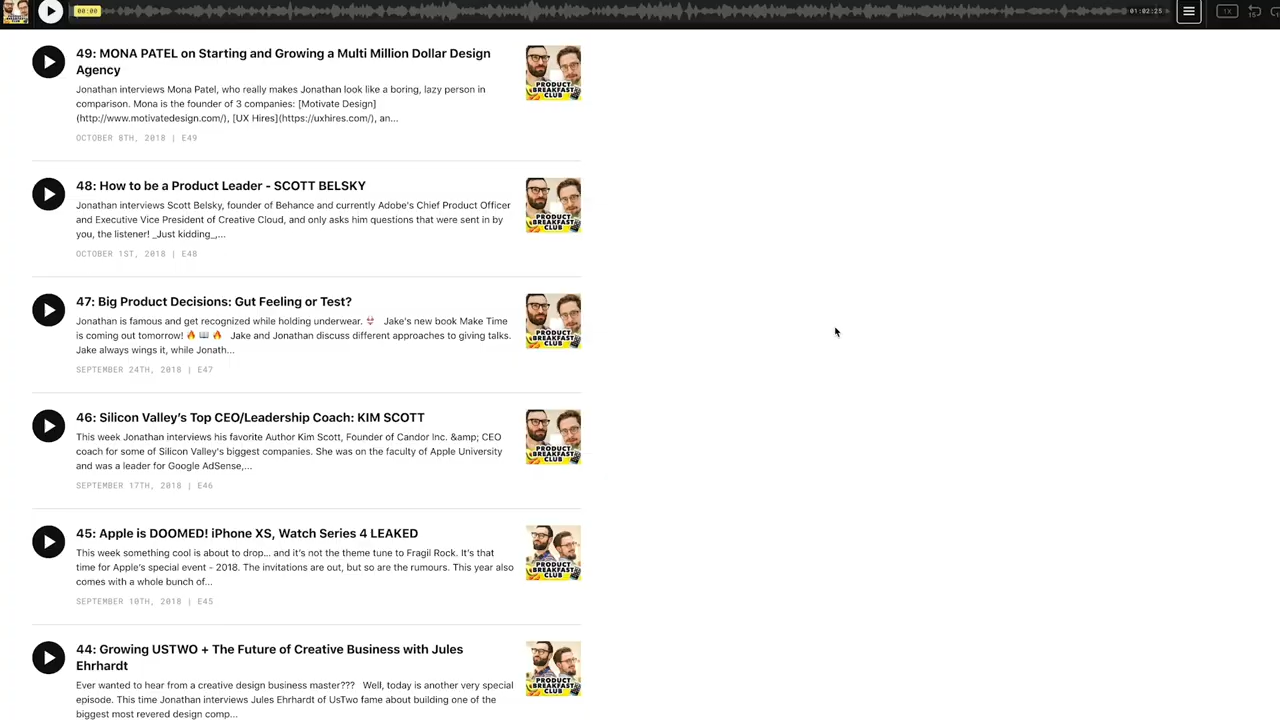 00:00
01:02:25
1X
15
49: MONA PATEL on Starting and Growing a Multi Million Dollar Design
Agency
Jonathan interviews Mona Patel, who really makes Jonathan look like a boring, lazy person in
comparison. Mona is the founder of 3 companies: [Motivate Design]
(http://www.motivatedesign.com/), [UX Hires](https://uxhires.com/), an...
OCTOBER 8TH, 2018 | E49
PRODUCT
BREAKFAST
CLUB
48: How to be a Product Leader - SCOTT BELSKY
Jonathan interviews Scott Belsky, founder of Behance and currently Adobe's Chief Product Officer
and Executive Vice President of Creative Cloud, and only asks him questions that were sent in by
you, the listener! _Just kidding_,...
OCTOBER 1ST, 2018 | E48
PRODUCT
BREAKFAST
CLUB
47: Big Product Decisions: Gut Feeling or Test?
Jonathan is famous and get recognized while holding underwear. 👙 Jake's new book Make Time
is coming out tomorrow! 🔥 📖 🔥 Jake and Jonathan discuss different approaches to giving talks.
Jake always wings it, while Jonath...
SEPTEMBER 24TH, 2018 | E47
PRODUCT
BREAKFAST
CLUB
46: Silicon Valley's Top CEO/Leadership Coach: KIM SCOTT
This week Jonathan interviews his favorite Author Kim Scott, Founder of Candor Inc. &amp; CEO
coach for some of Silicon Valley's biggest companies. She was on the faculty of Apple University
and was a leader for Google AdSense,...
SEPTEMBER 17TH, 2018 | E46
PRODUCT
BREAKFAST
CLUB
45: Apple is DOOMED! iPhone XS, Watch Series 4 LEAKED
This week something cool is about to drop... and it's not the theme tune to Fragil Rock. It's that
time for Apple's special event - 2018. The invitations are out, but so are the rumours. This year also
comes with a whole bunch of...
SEPTEMBER 10TH, 2018 | E45
PRODUCT
BREAKFAST
CLUB
44: Growing USTWO + The Future of Creative Business with Jules
Ehrhardt
Ever wanted to hear from a creative design business master??? Well, today is another very special
episode. This time Jonathan interviews Jules Ehrhardt of UsTwo fame about building one of the
biggest most revered design comp...
PRODUCT
BREAKFAST
CLUB